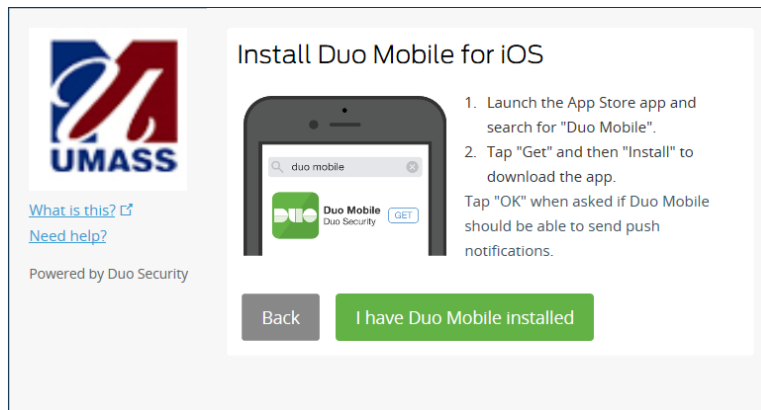 UMASS
What is this?
Need help?
Powered by Duo Security
Install Duo Mobile for iOS
duo mobile
DUO
Duo Mobile
Duo Security
GET
1. Launch the App Store app and
search for "Duo Mobile".
2. Tap "Get" and then "Install" to
download the app.
Tap "OK" when asked if Duo Mobile
should be able to send push
notifications.
Back
I have Duo Mobile installed